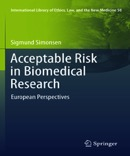 International Library of Ethics, Law, and the New Medicine 50
Sigmund Simonsen
Acceptable Risk
in Biomedical
Research
European Perspectives
Springer